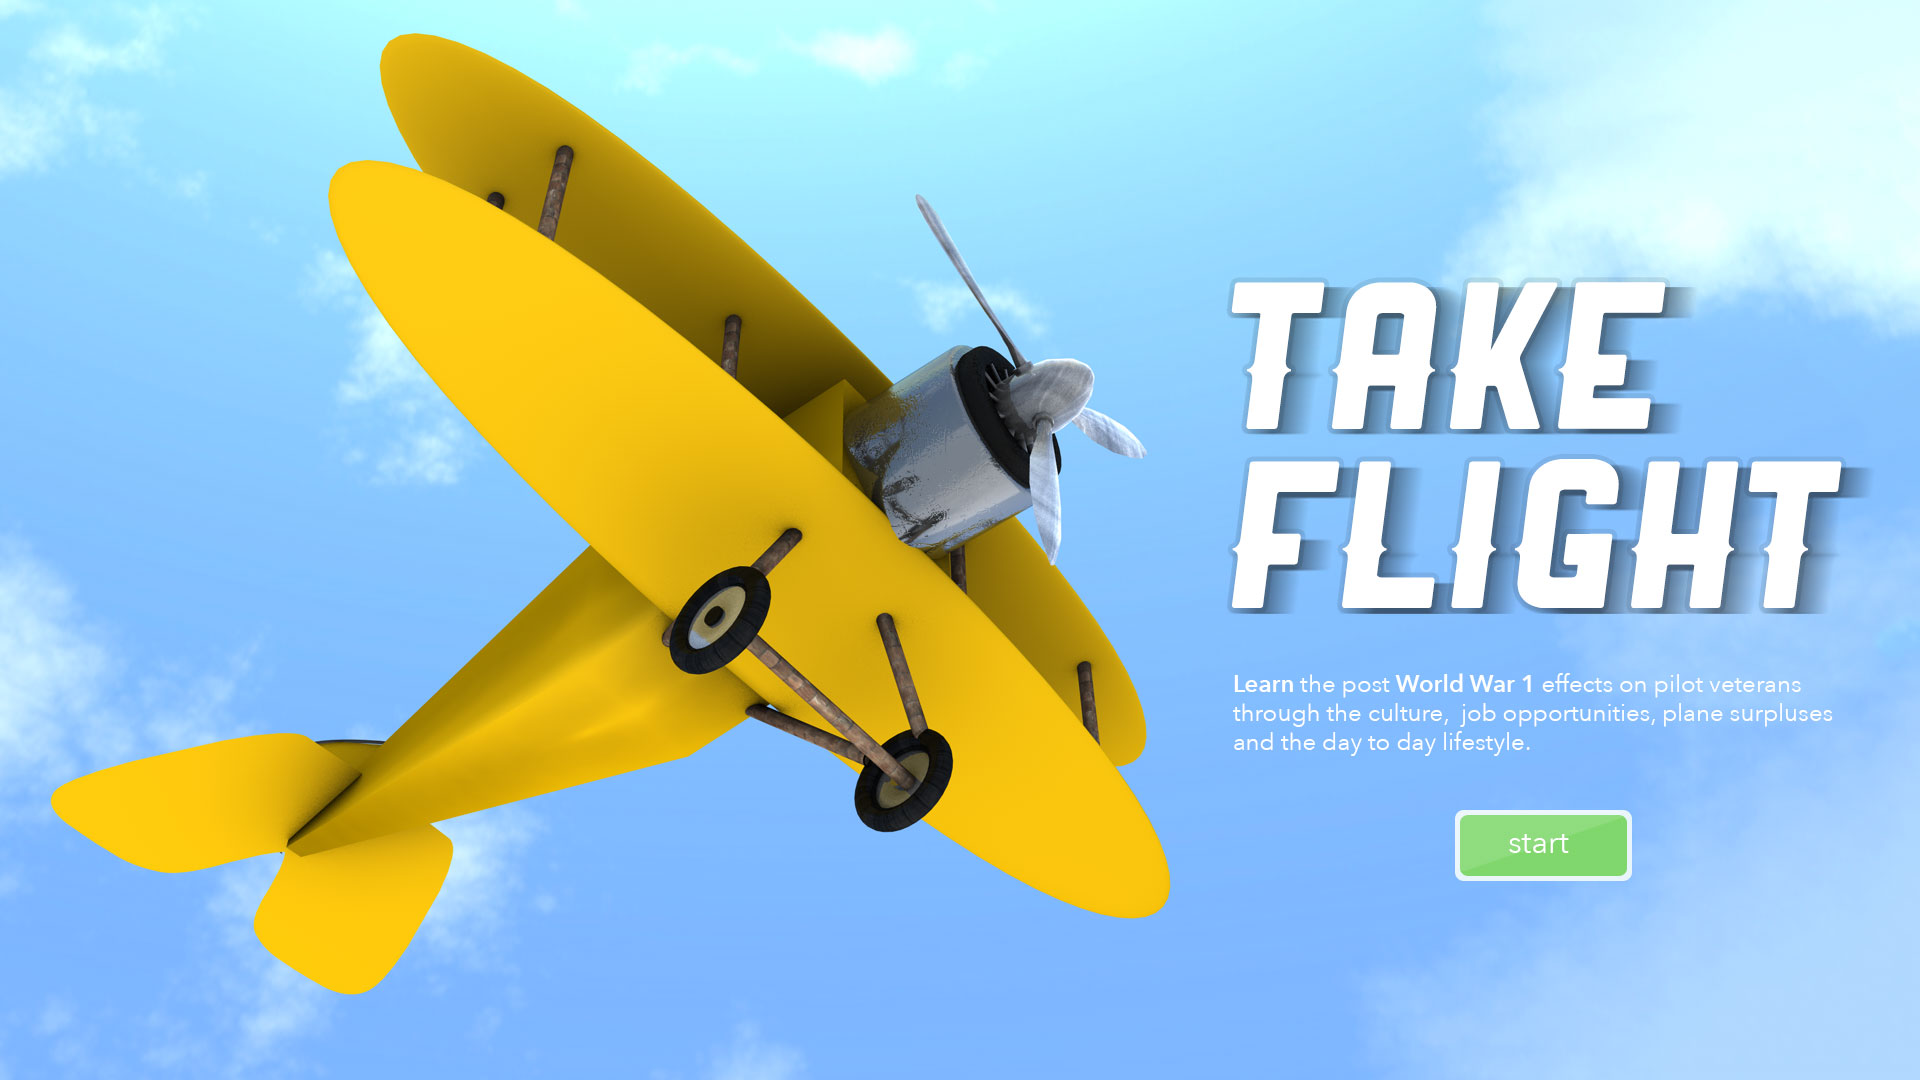 TAKE
FLIGHT
Learn the post World War 1 effects on pilot veterans
through the culture,  job opportunities, plane surpluses
and the day to day lifestyle.
start